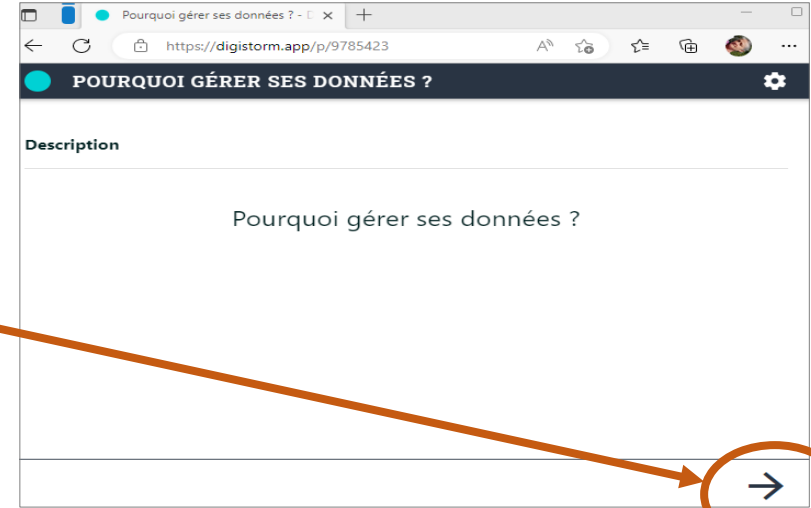 Pourquoi gérer ses données ? - D
https://digistorm.app/p/9785423
POURQUOI GÉRER SES DONNÉES ?
Description
Pourquoi gérer ses données ?